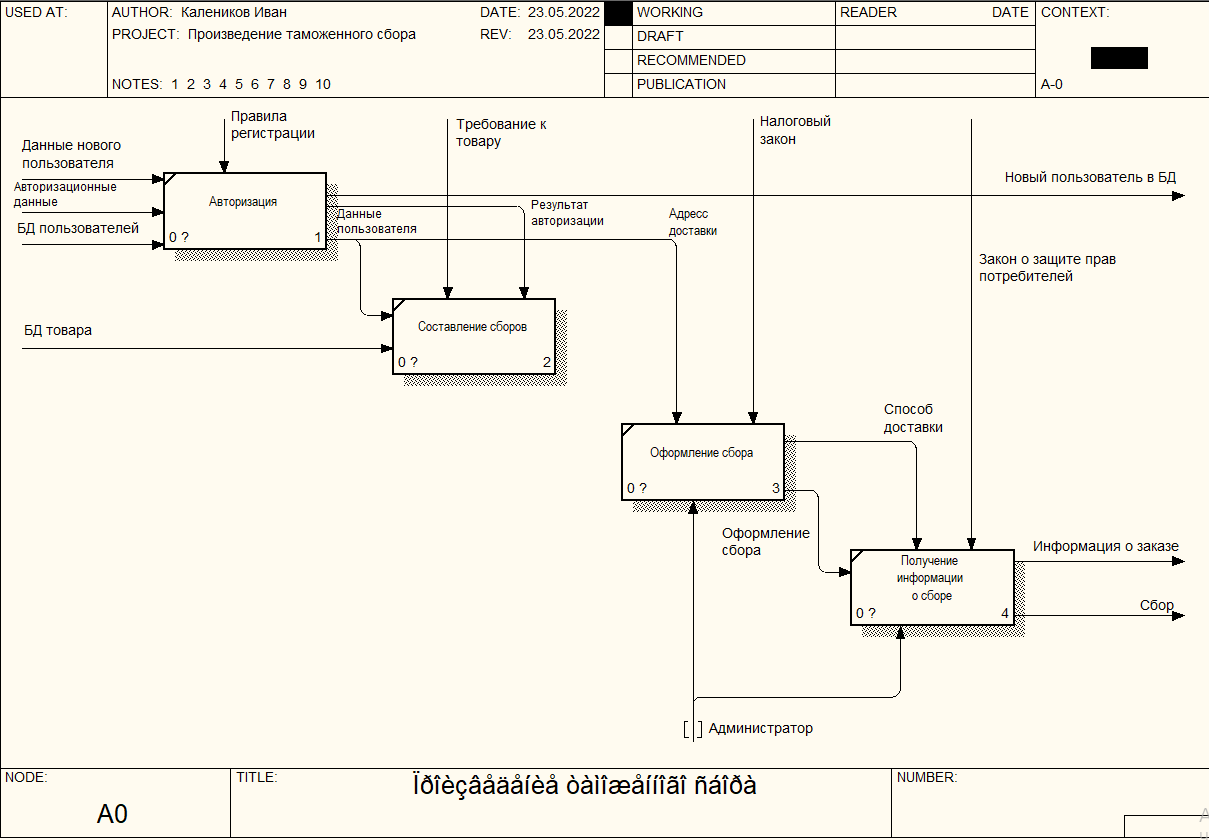 USED AT:
AUTHOR: Калеников Иван
DATE: 23.05.2022
WORKING
READER
DATE
CONTEXT:
PROJECT: Произведение таможенного сбора
REV: 23.05.2022
DRAFT
RECOMMENDED
NOTES: 1 2 3 4 5 6 7 8 9 10
PUBLICATION
A-0
Правила
регистрации
Требование к
товару
Налоговый
закон
Данные нового
пользователя
Авторизационные
данные
БД пользователей
Авторизация
0 ?
1
Новый пользователь в БД
Данные
пользователя
Результат
авторизации
Адресс
доставки
Закон о защите прав
потребителей
БД товара
Составление сборов
0 ?
2
Способ
доставки
Оформление сбора
0 ?
3
Оформление
сбора
Получение
информации
о сборе
0 ?
4
Информация о заказе
Сбор
[ ] Администратор
NODE:
TITLE:
NUMBER:
A0
Ïðîèçâåäåíèå òàìîæåííîãî ñáîðà